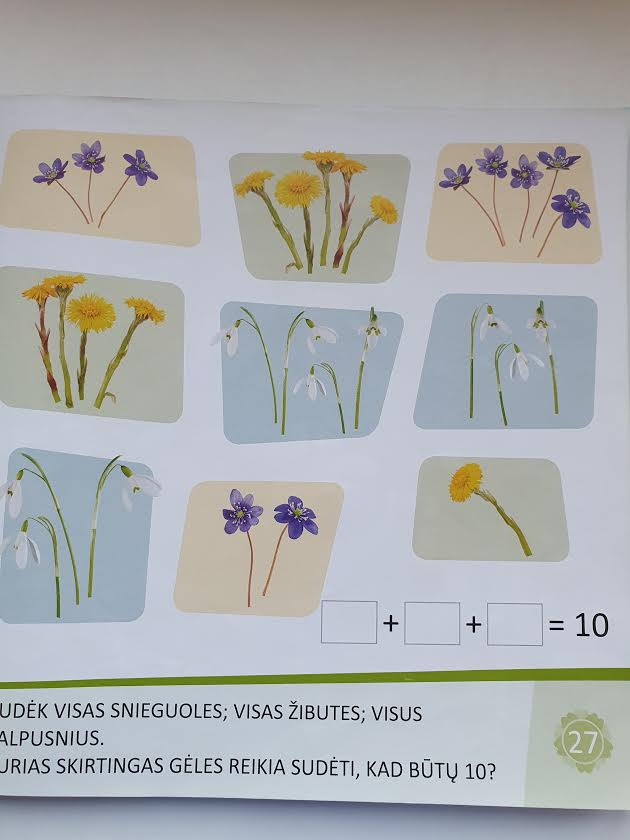 + + = 10
UDĖK VISAS SNIEGUOLES; VISAS ŽIBUTES; VISUS
ALPUSNIUS.
URIAS SKIRTINGAS GĖLES REIKIA SUDĖTI, KAD BŪTŲ 10?
27